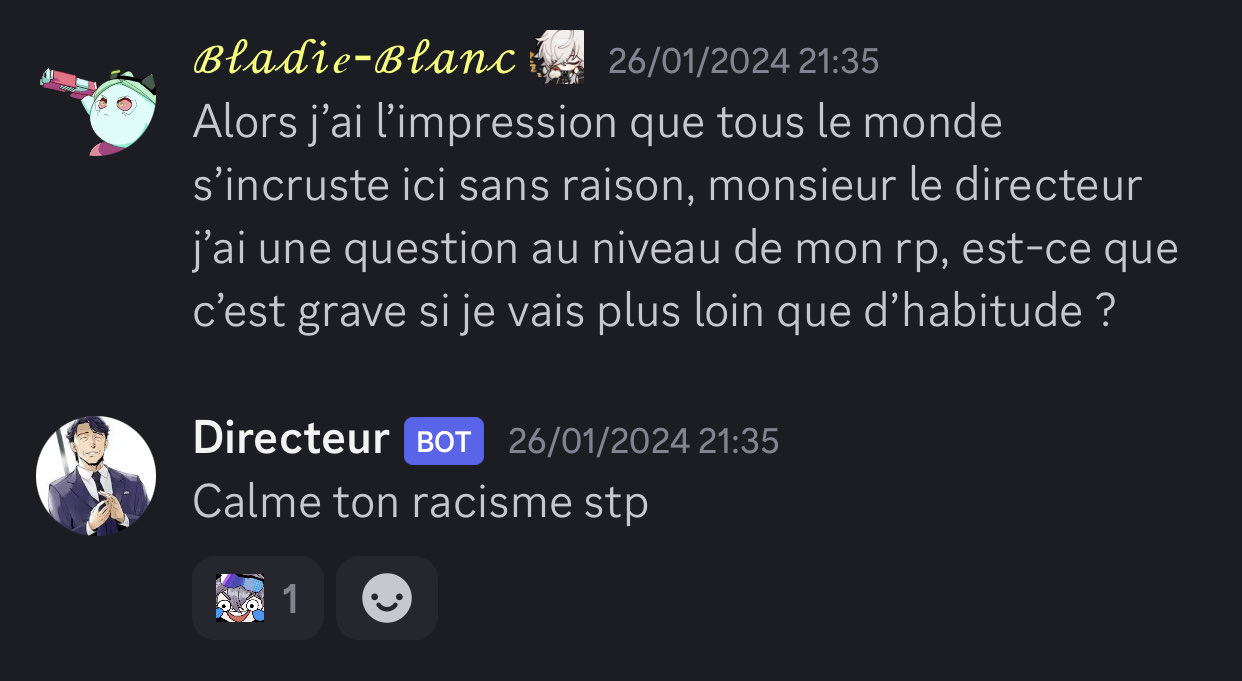 𝓑ł𝓪𝓭𝓲𝓮-𝓑ł𝓪𝓷𝓬 26/01/2024 21:35
Alors j’ai l’impression que tous le monde
s’incruste ici sans raison, monsieur le directeur
j’ai une question au niveau de mon rp, est-ce que
c’est grave si je vais plus loin que d’habitude ?
Directeur BOT 26/01/2024 21:35
Calme ton racisme stp
1